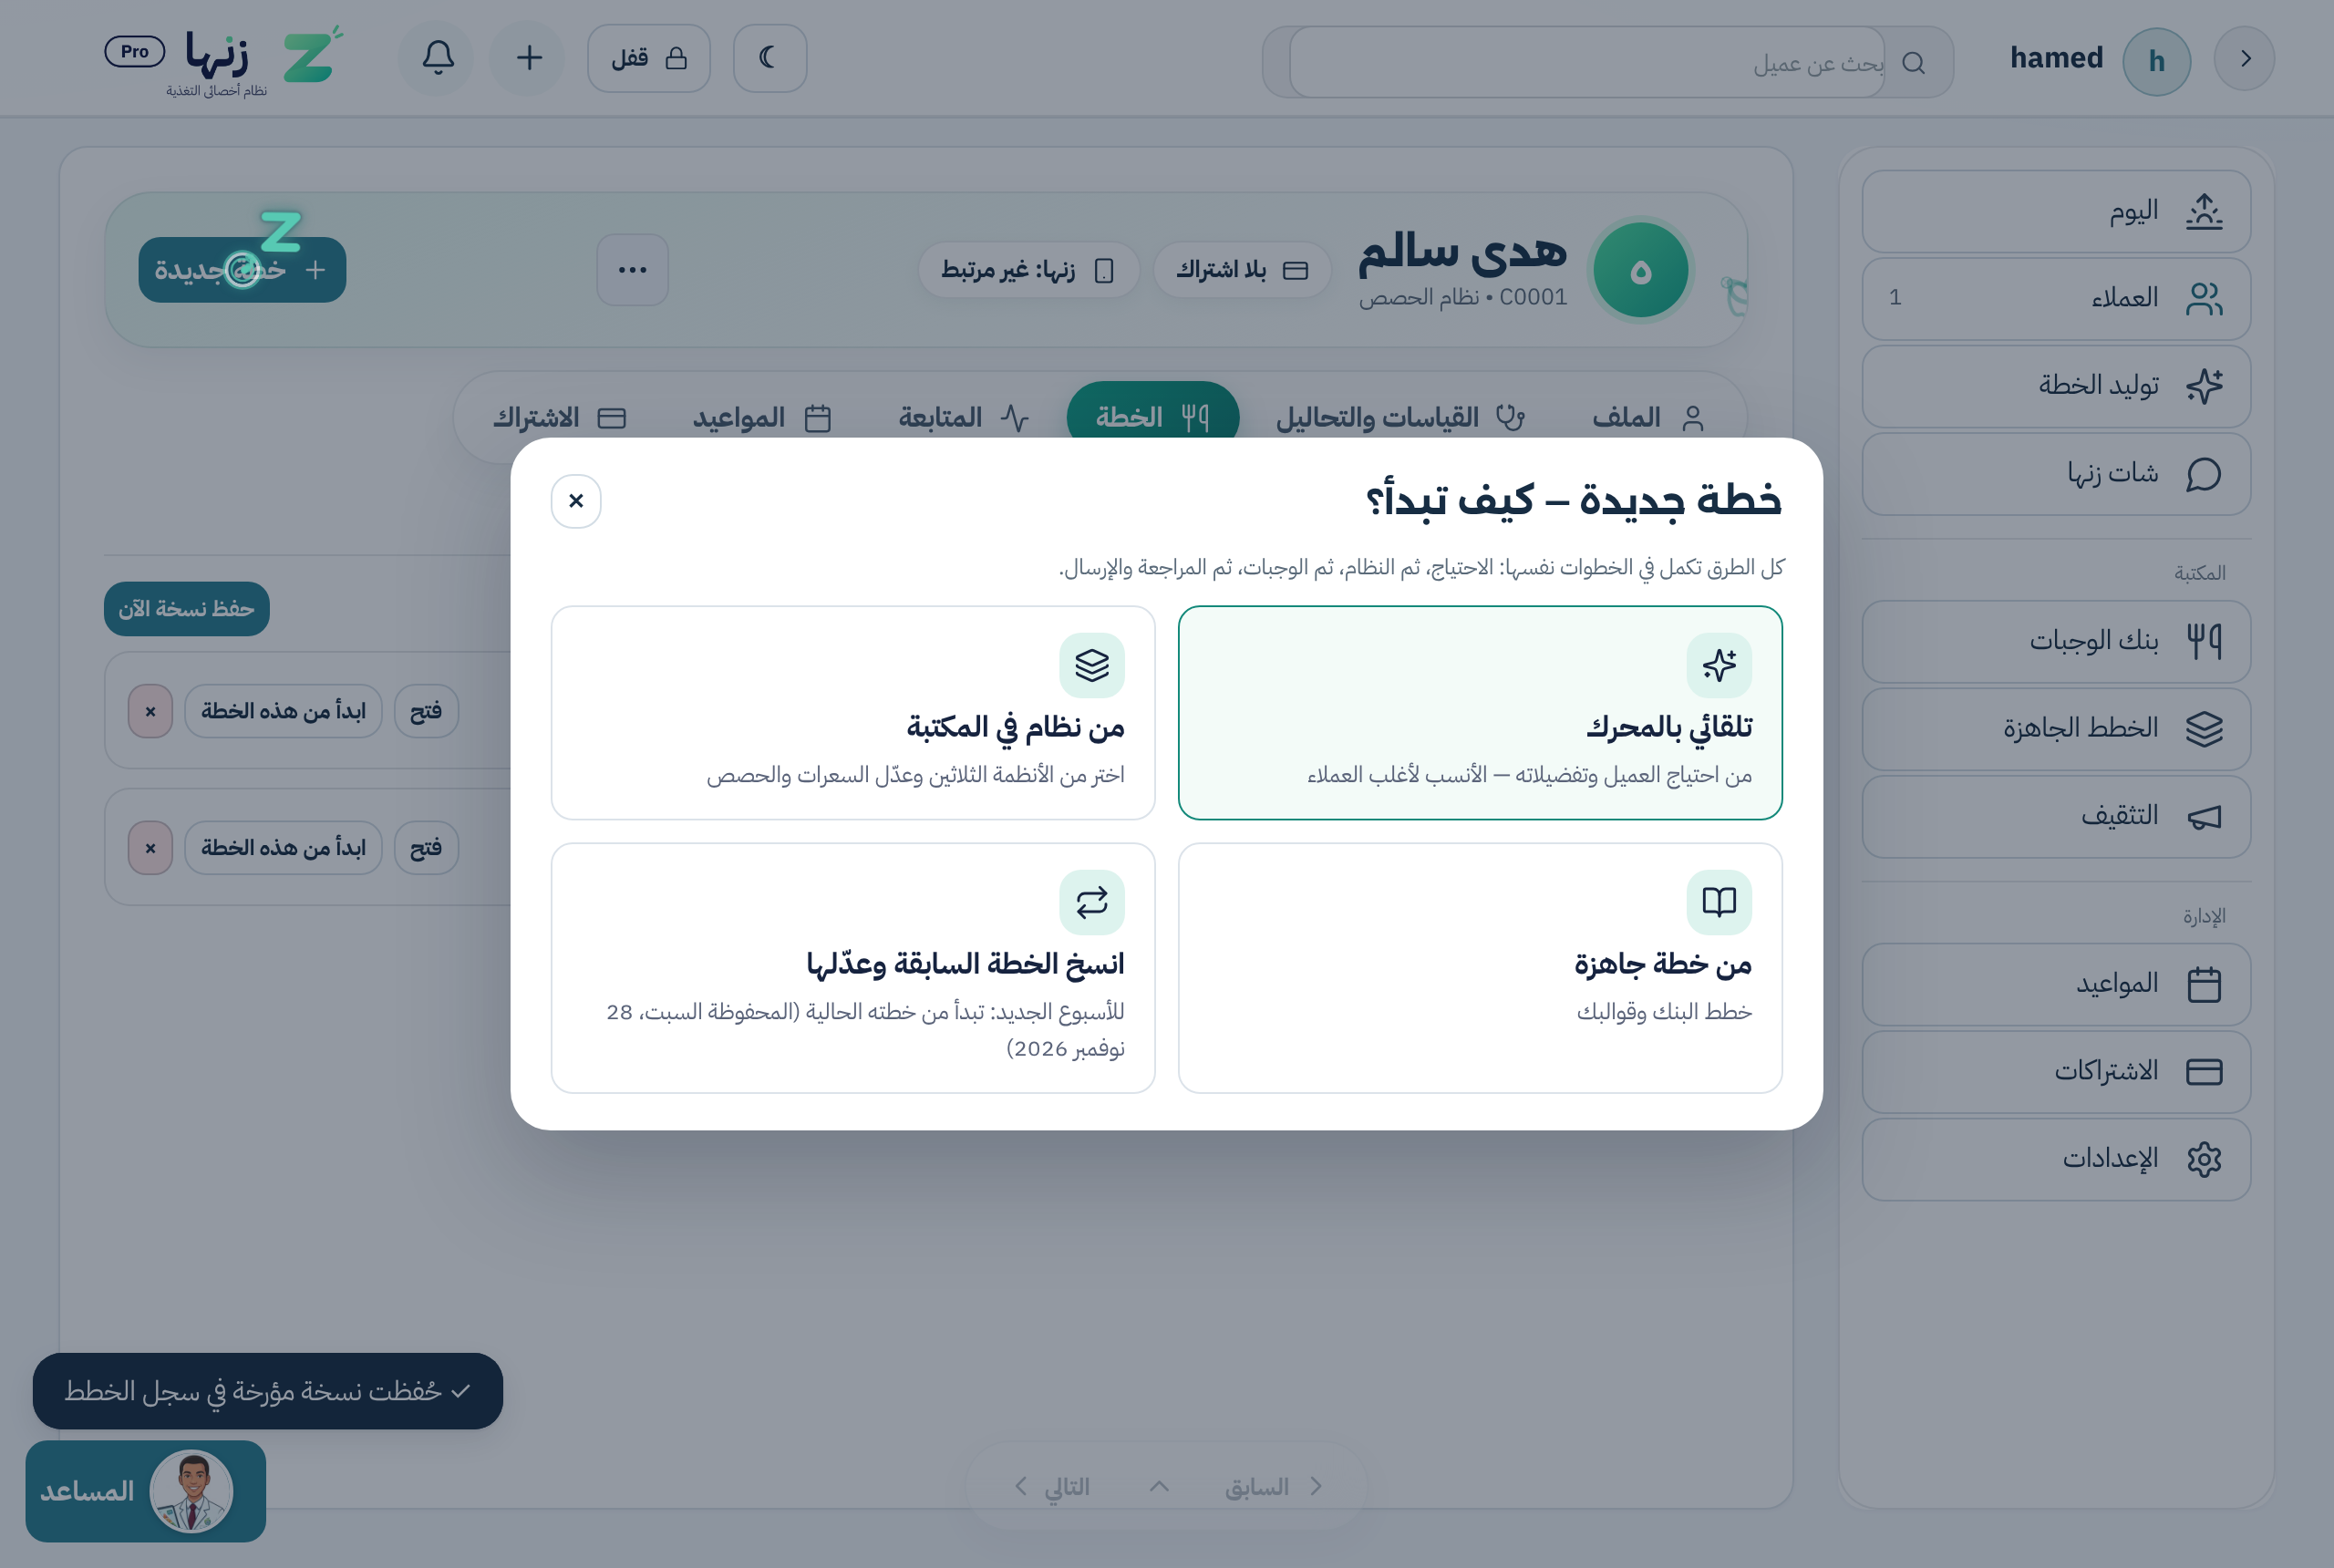 hamed
h
بحث عن عميل
قفل
زنها
Pro
نظام أخصائي التغذية
اليوم
العملاء
1
توليد الخطة
شات زنها
المكتبة
بنك الوجبات
الخطط الجاهزة
التثقيف
الإدارة
المواعيد
الاشتراكات
الإعدادات
ه
هدى سالم
C0001 • نظام الحصص
بلا اشتراك
زنها: غير مرتبط
...
+ خطة جديدة
Z
الملف
القياسات والتحاليل
الخطة
المتابعة
المواعيد
الاشتراك
حفظ نسخة الآن
فتح
ابدأ من هذه الخطة
×
فتح
ابدأ من هذه الخطة
×
خطة جديدة – كيف تبدأ؟
×
كل الطرق تكمل في الخطوات نفسها: الاحتياج، ثم النظام، ثم الوجبات، ثم المراجعة والإرسال.
تلقائي بالمحرك
من احتياج العميل وتفضيلاته — الأنسب لأغلب العملاء
من نظام في المكتبة
اختر من الأنظمة الثلاثين وعدّل السعرات والحصص
من خطة جاهزة
خطط البنك وقوالبك
انسخ الخطة السابقة وعدّلها
للأسبوع الجديد: تبدأ من خطته الحالية (المحفوظة السبت، 28
نوفمبر 2026)
✓ حُفظت نسخة مؤرخة في سجل الخطط
السابق
التالي
المساعد